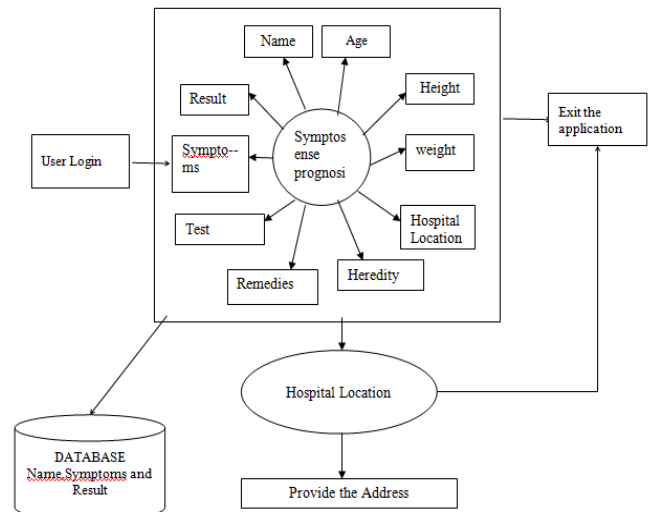 Name
Age
Result
Height
User Login
Sympto--
ms
Symptos
ense
prognosi
weight
Exit the
application
Test
Hospital
Location
Remedies
Heredity
Hospital Location
DATABASE
Name,Symptoms and
Result
Provide the Address